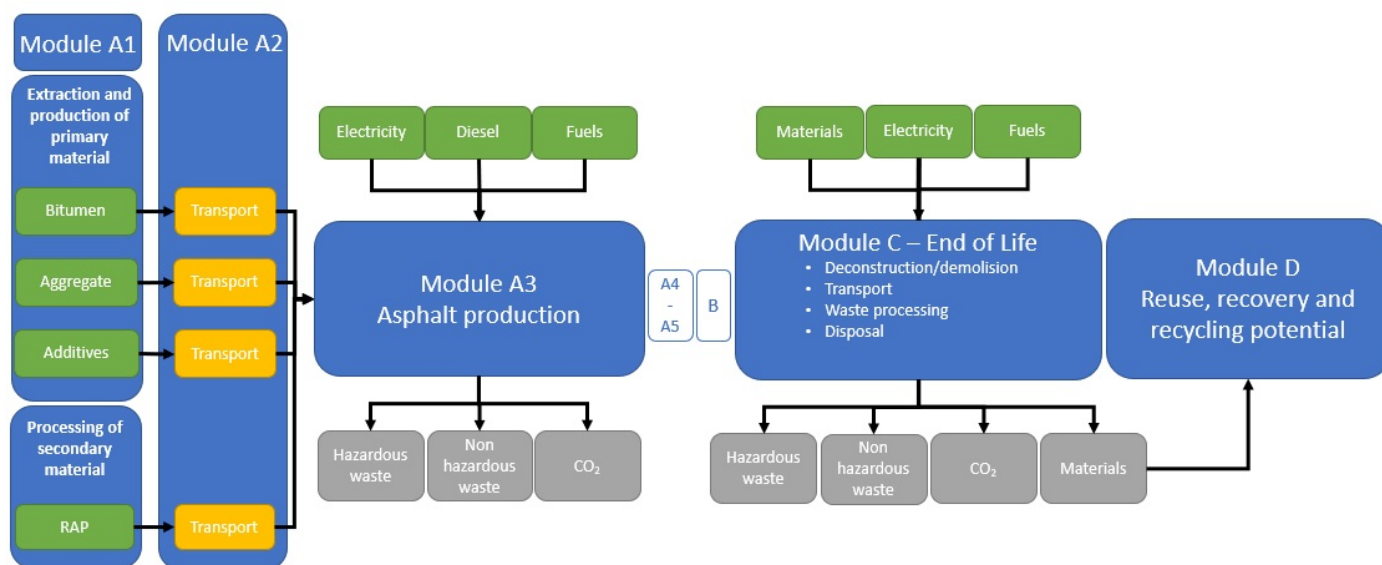 Module A1
Module A2
Extraction and
production of
primary
material
Bitumen
Transport
Aggregate
Transport
Additives
Transport
Processing of
secondary
material
RAP
Transport
Electricity
Diesel
Fuels
Module A3
Asphalt production
Hazardous
waste
Non
hazardous
waste
CO₂
A4
-
A5
B
Materials
Electricity
Fuels
Module C – End of Life
• Deconstruction/demolision
• Transport
• Waste processing
• Disposal
Hazardous
waste
Non
hazardous
waste
CO₂
Materials
Module D
Reuse, recovery and
recycling potential